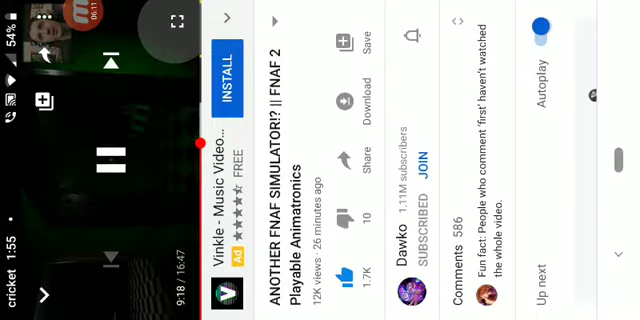 cricket 1:55 •
54%
06:11
9:18 / 16:47
Vinkle - Music Video...
Ad ★★★★★ FREE
INSTALL
ANOTHER FNAF SIMULATOR!? || FNAF 2
Playable Animatronics
12K views · 26 minutes ago
1.7K
10
Share
Download
Save
Dawko 1.11M subscribers
SUBSCRIBED JOIN
Comments 586
Fun fact: People who comment 'first' haven't watched
the whole video.
Up next
Autoplay